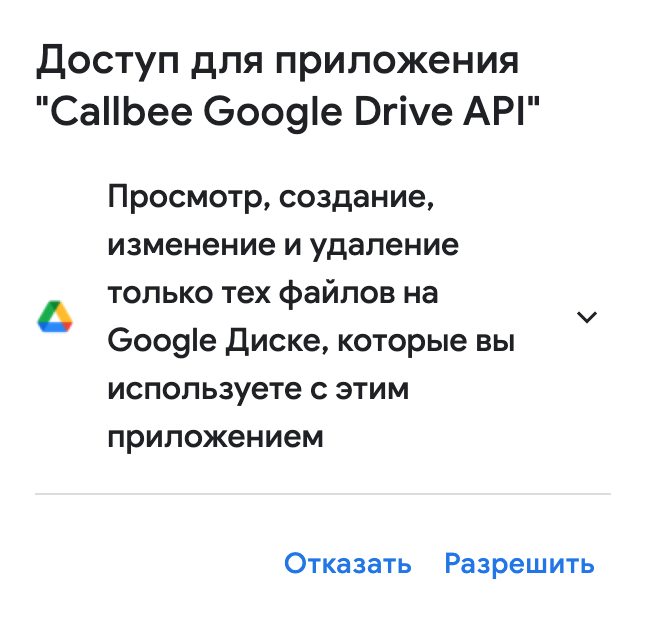 Доступ для приложения
"Callbee Google Drive API"
Просмотр, создание,
изменение и удаление
только тех файлов на
Google Диске, которые вы
используете с этим
приложением
Отказать Разрешить